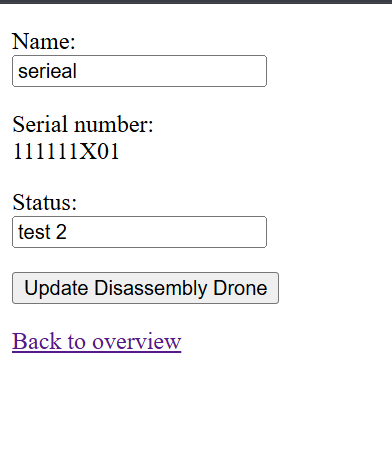 Name:
serieal
Serial number:
111111X01
Status:
test 2
Update Disassembly Drone
Back to overview